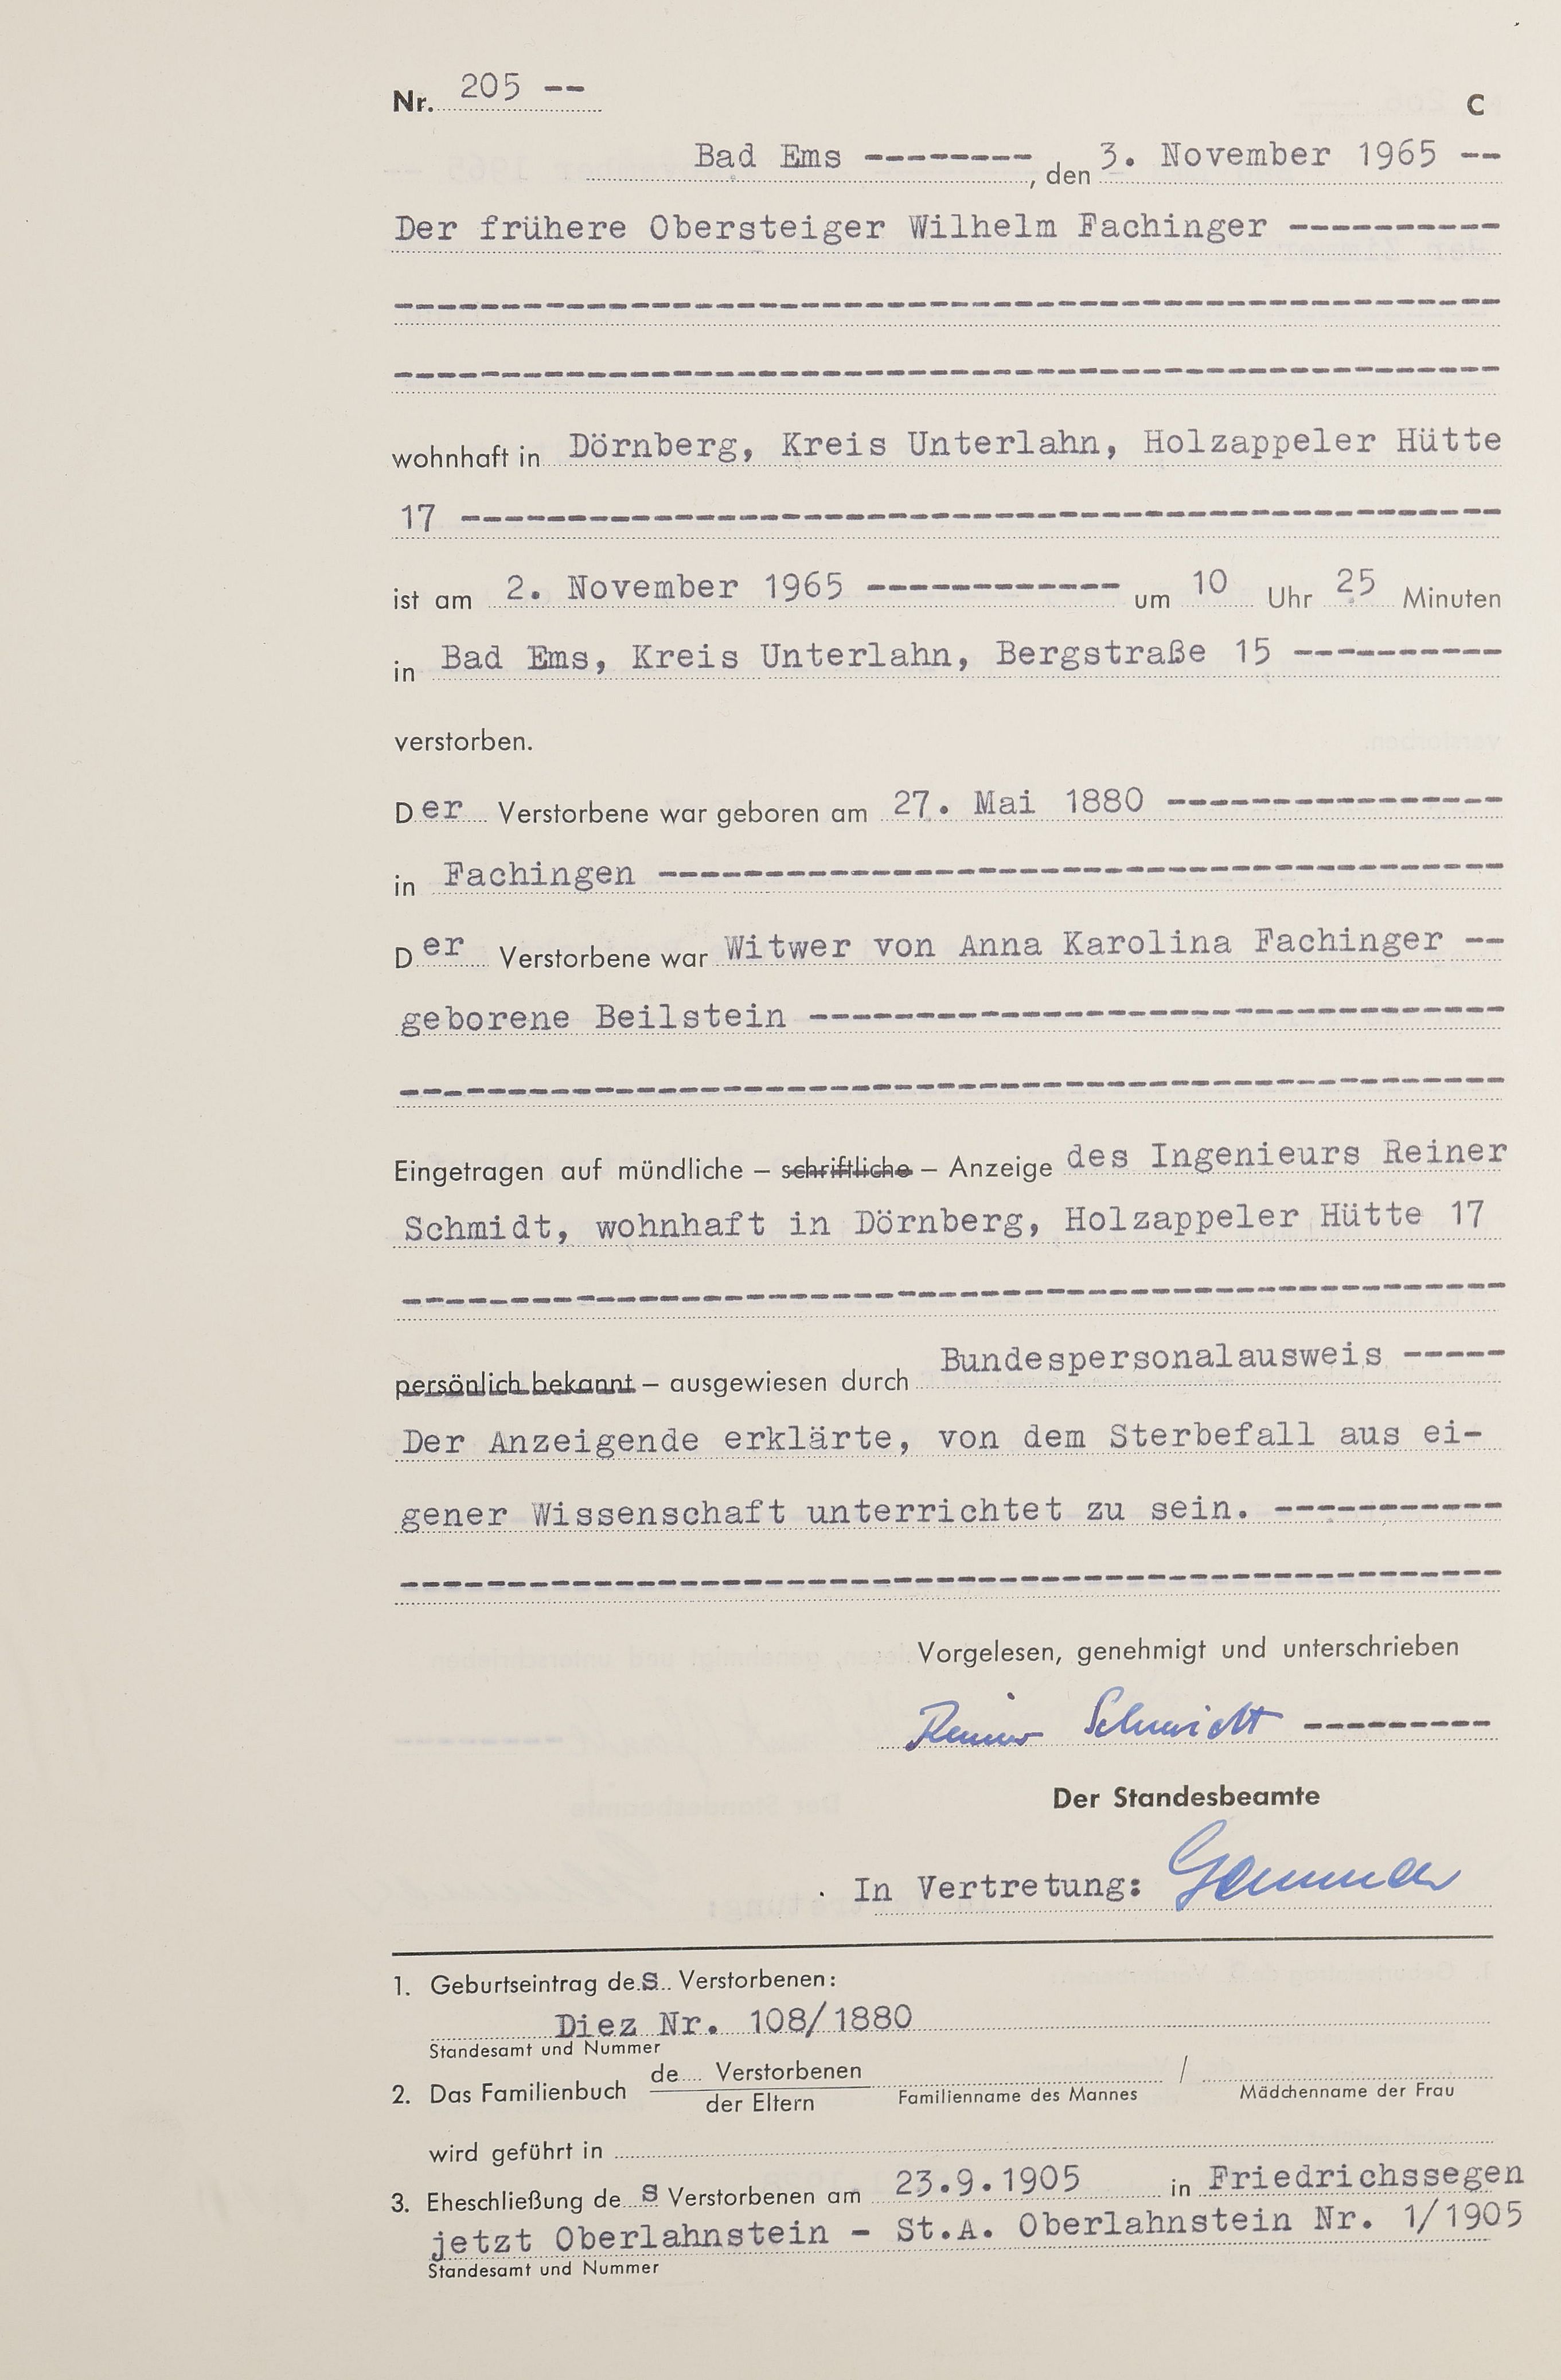 Nr. 205 -- C
Bad Ems ---------, den 3. November 1965 --
Der frühere Obersteiger Wilhelm Fachinger ----------
wohnhaft in Dörnberg, Kreis Unterlahn, Holzappeler Hütte
17 ----------
ist am 2. November 1965 ------------ um 10 Uhr 25 Minuten
in Bad Ems, Kreis Unterlahn, Bergstraße 15 ----------
verstorben.
Der Verstorbene war geboren am 27. Mai 1880 ----------------
in Fachingen ----------
Der Verstorbene war Witwer von Anna Karolina Fachinger --
geborene Beilstein ----------
Eingetragen auf mündliche – schriftliche – Anzeige des Ingenieurs Reiner
Schmidt, wohnhaft in Dörnberg, Holzappeler Hütte 17
persönlich bekannt – ausgewiesen durch Bundespersonalausweis -----
Der Anzeigende erklärte, von dem Sterbefall aus ei-
gener Wissenschaft unterrichtet zu sein. -----------
Vorgelesen, genehmigt und unterschrieben
Reiner Schmidt ---------
Der Standesbeamte
In Vertretung:
1. Geburtseintrag des Verstorbenen:
Diez Nr. 108/1880
Standesamt und Nummer
2. Das Familienbuch de.... Verstorbenen /
der Eltern Familienname des Mannes Mädchenname der Frau
wird geführt in
3. Eheschließung des Verstorbenen am 23.9.1905 in Friedrichssegen
jetzt Oberlahnstein - St.A. Oberlahnstein Nr. 1/1905
Standesamt und Nummer